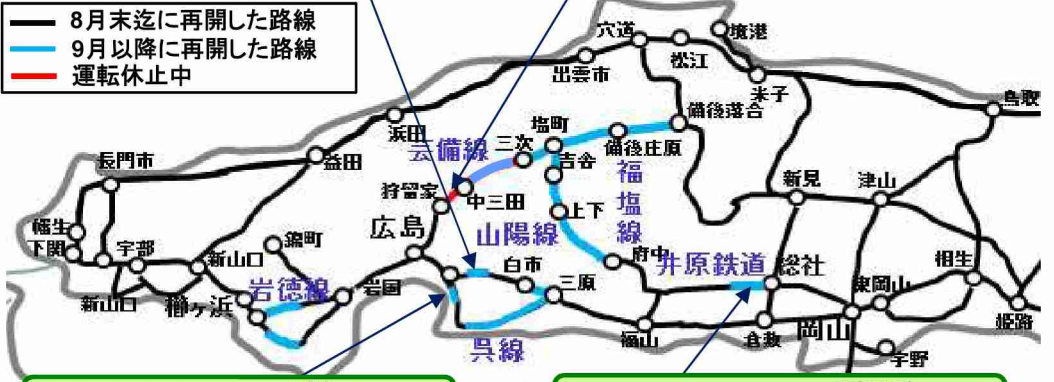 8月末迄に再開した路線
9月以降に再開した路線
運転休止中
穴道
境港
出雲市
松江
米子
鳥取
浜田
塩町
備後落合
芸備線
三次
備後庄原
益田
長門市
吉舎
福塩線
狩留家
中三田
新見
津山
幡生
下関
広島
山陽線
上下
宇部
新山口
錦町
白市
府中
井原鉄道
総社
相生
岩徳線
岩国
三原
東岡山
新山口
櫛ヶ浜
呉線
福山
倉敷
岡山
姫路
宇野